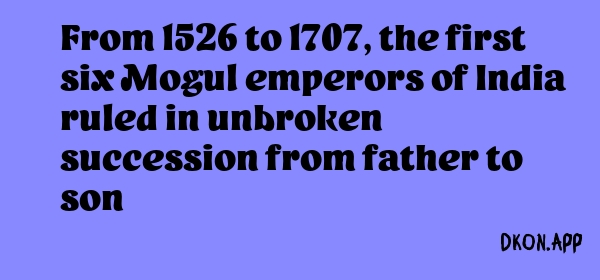 From 1526 to 1707, the first
six Mogul emperors of India
ruled in unbroken
succession from father to
son
DKON.APP